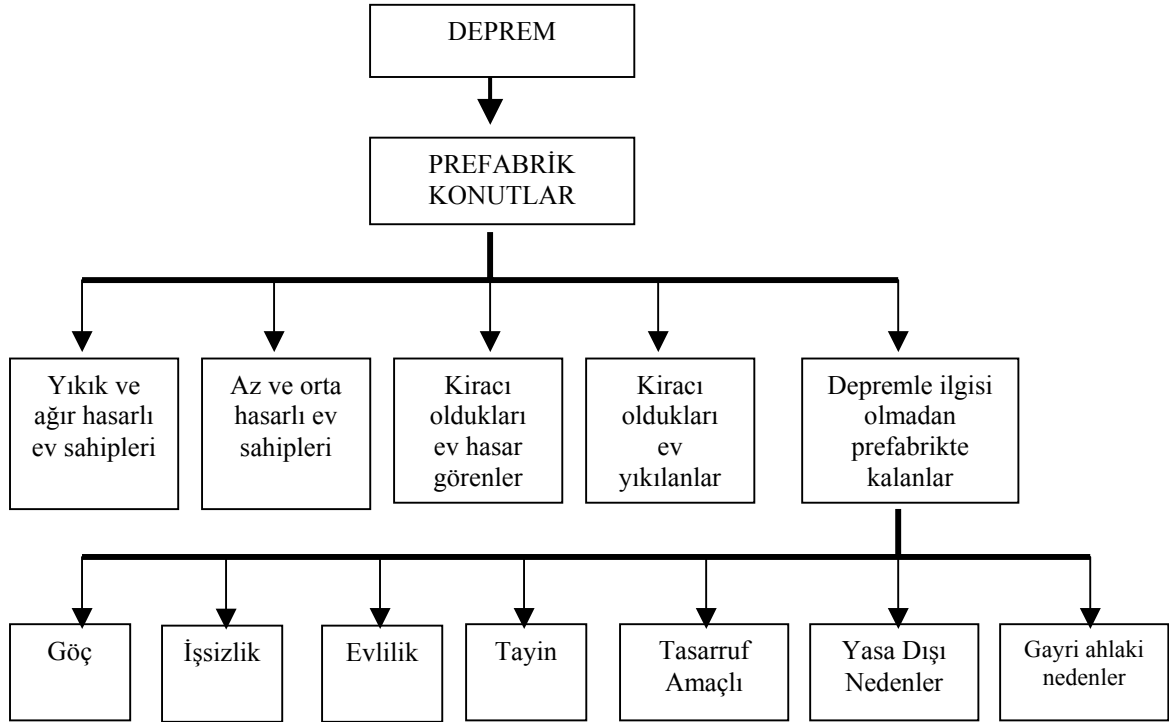 DEPREM
PREFABRİK
KONUTLAR
Yıkık ve
ağır hasarlı
ev sahipleri
Az ve orta
hasarlı ev
sahipleri
Kiracı
oldukları
ev hasar
görenler
Kiracı
oldukları
ev
yıkılanlar
Depremle ilgisi
olmadan
prefabrikte
kalanlar
Göç
İşsizlik
Evlilik
Tayin
Tasarruf
Amaçlı
Yasa Dışı
Nedenler
Gayri ahlaki
nedenler